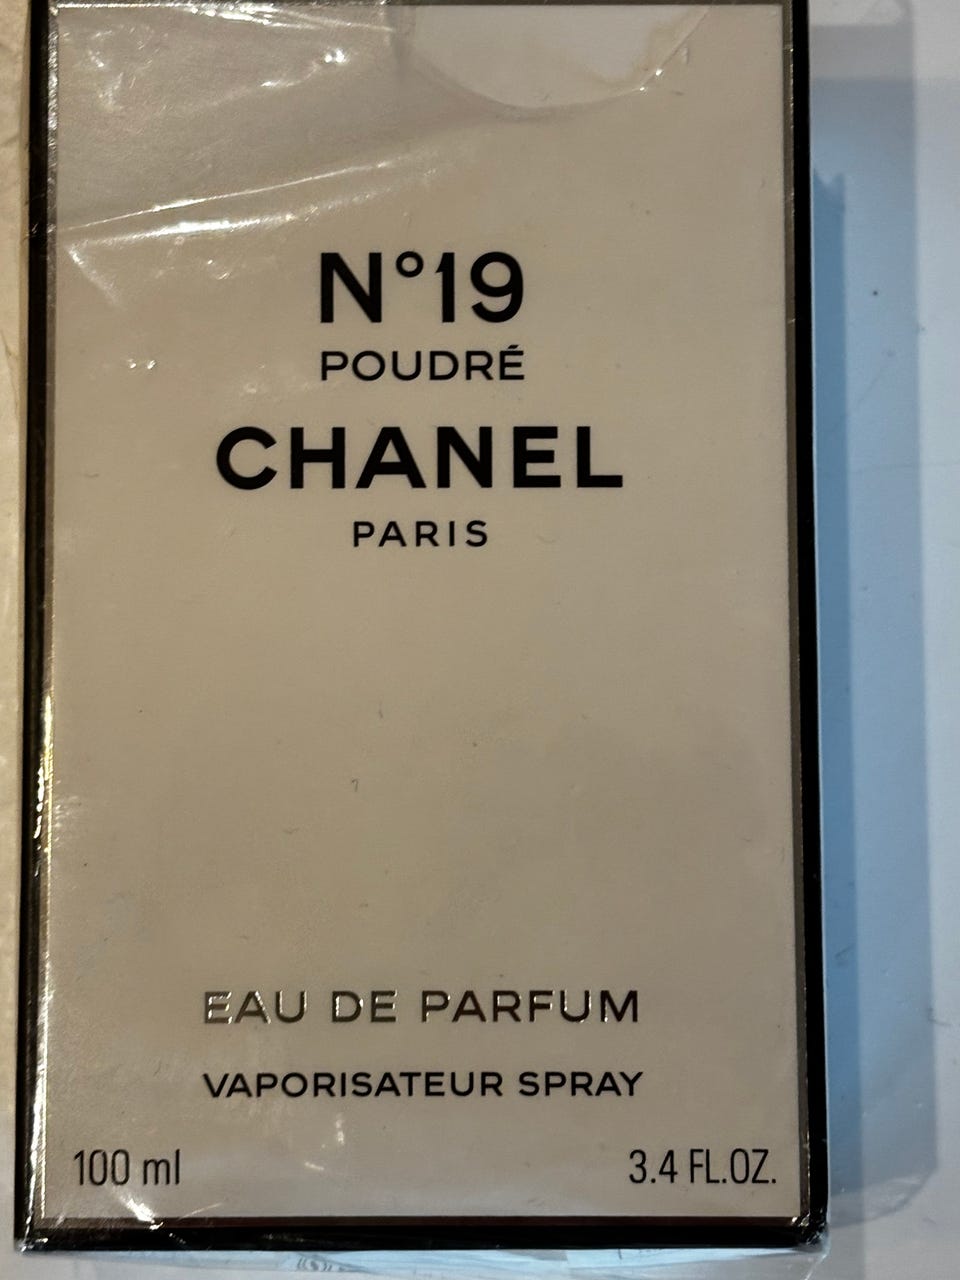 N°19
POUDRÉ
CHANEL
PARIS
EAU DE PARFUM
VAPORISATEUR SPRAY
100 ml
3.4 FL.OZ.